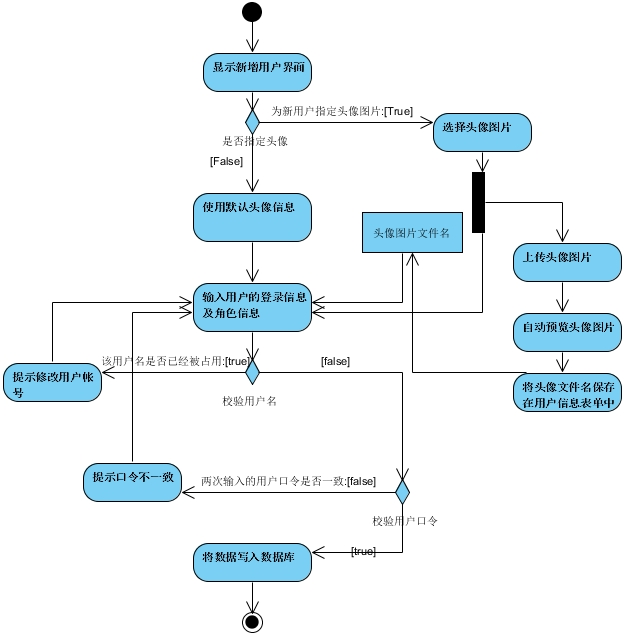 显示新增用户界面
为新用户指定头像图片:[True]
选择头像图片
是否指定头像
[False]
使用默认头像信息
头像图片文件名
上传头像图片
输入用户的登录信息
及角色信息
自动预览头像图片
该用户名是否已经被占用:[true]
[false]
提示修改用户帐
号
将头像文件名保存
在用户信息表单中
校验用户名
提示口令不一致
两次输入的用户口令是否一致:[false]
校验用户口令
[true]
将数据写入数据库